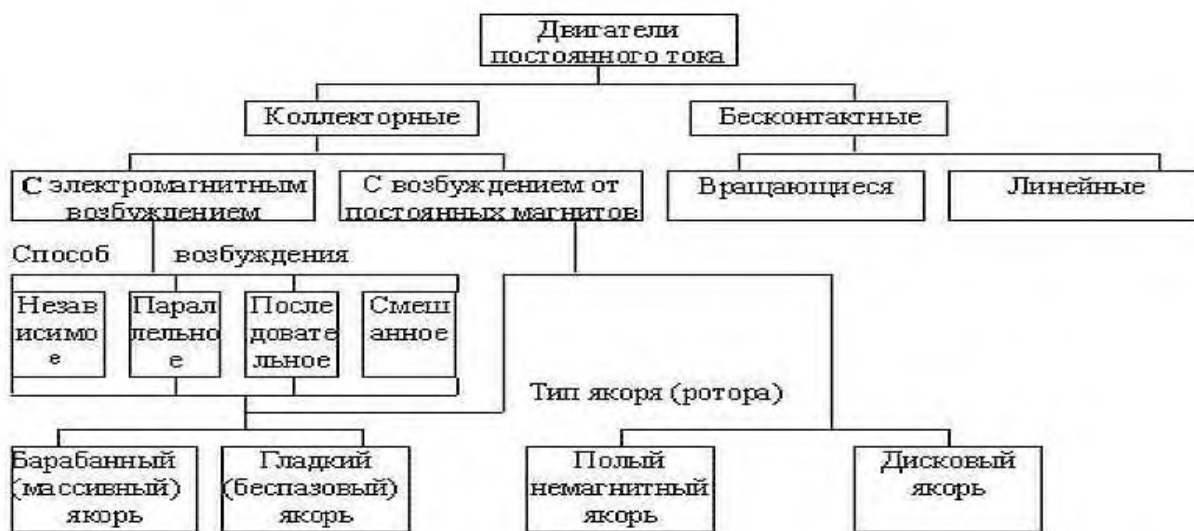 Двигатели
постоянного тока
Коллекторные
Бесконтактные
С электромагнитным
возбуждением
С возбуждением от
постоянных магнитов
Вращающиеся
Линейные
Способ возбуждения
Незав
исимо
е
Парал
лельно
е
После
довате
льное
Смеш
анное
Тип якоря (ротора)
Барабанный
(массивный)
якорь
Гладкий
(беспазовый)
якорь
Полый
немагнитный
якорь
Дисковый
якорь